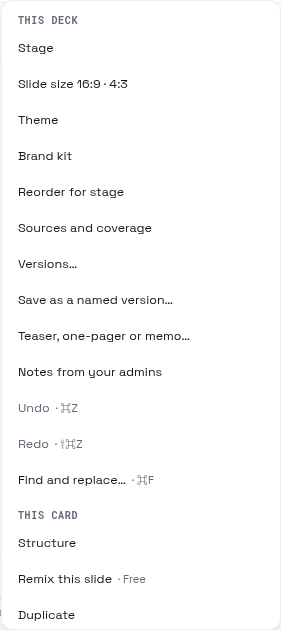 THIS DECK
Stage
Slide size 16:9 · 4:3
Theme
Brand kit
Reorder for stage
Sources and coverage
Versions…
Save as a named version…
Teaser, one-pager or memo…
Notes from your admins
Undo · ⌘Z
Redo · ⇧⌘Z
Find and replace… · ⌘F
THIS CARD
Structure
Remix this slide · Free
Duplicate